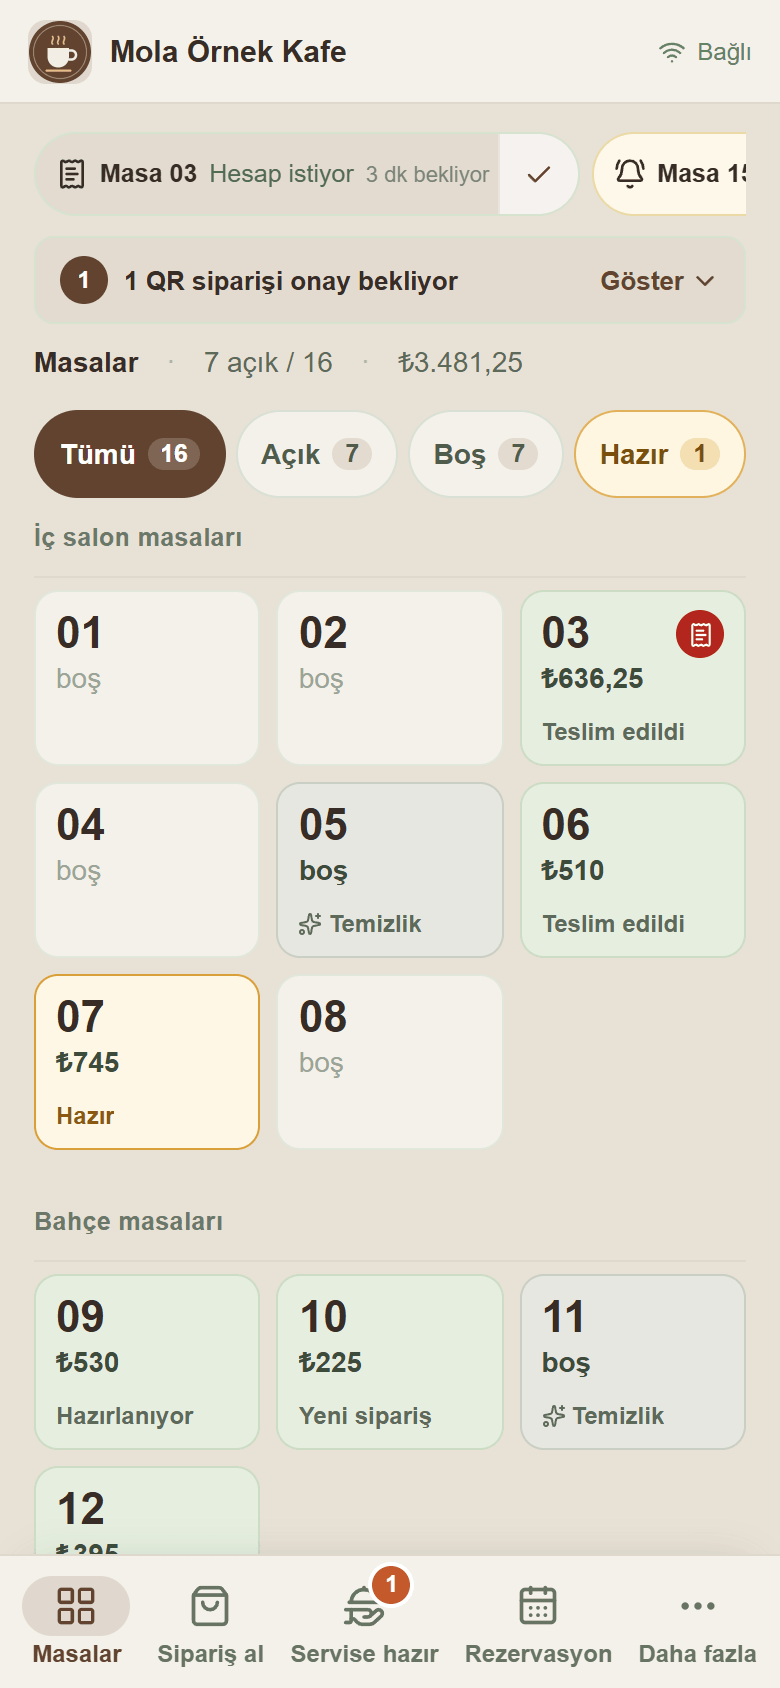 Mola Örnek Kafe
Bağlı
Masa 03 Hesap istiyor 3 dk bekliyor
Masa 15
1 1 QR siparişi onay bekliyor Göster
Masalar · 7 açık / 16 · ₺3.481,25
Tümü 16 Açık 7 Boş 7 Hazır 1
İç salon masaları
01
boş
02
boş
03
₺636,25
Teslim edildi
04
boş
05
boş
Temizlik
06
₺510
Teslim edildi
07
₺745
Hazır
08
boş
Bahçe masaları
09
₺530
Hazırlanıyor
10
₺225
Yeni sipariş
11
boş
Temizlik
12
₺395
1
Masalar
Sipariş al
Servise hazır
Rezervasyon
Daha fazla